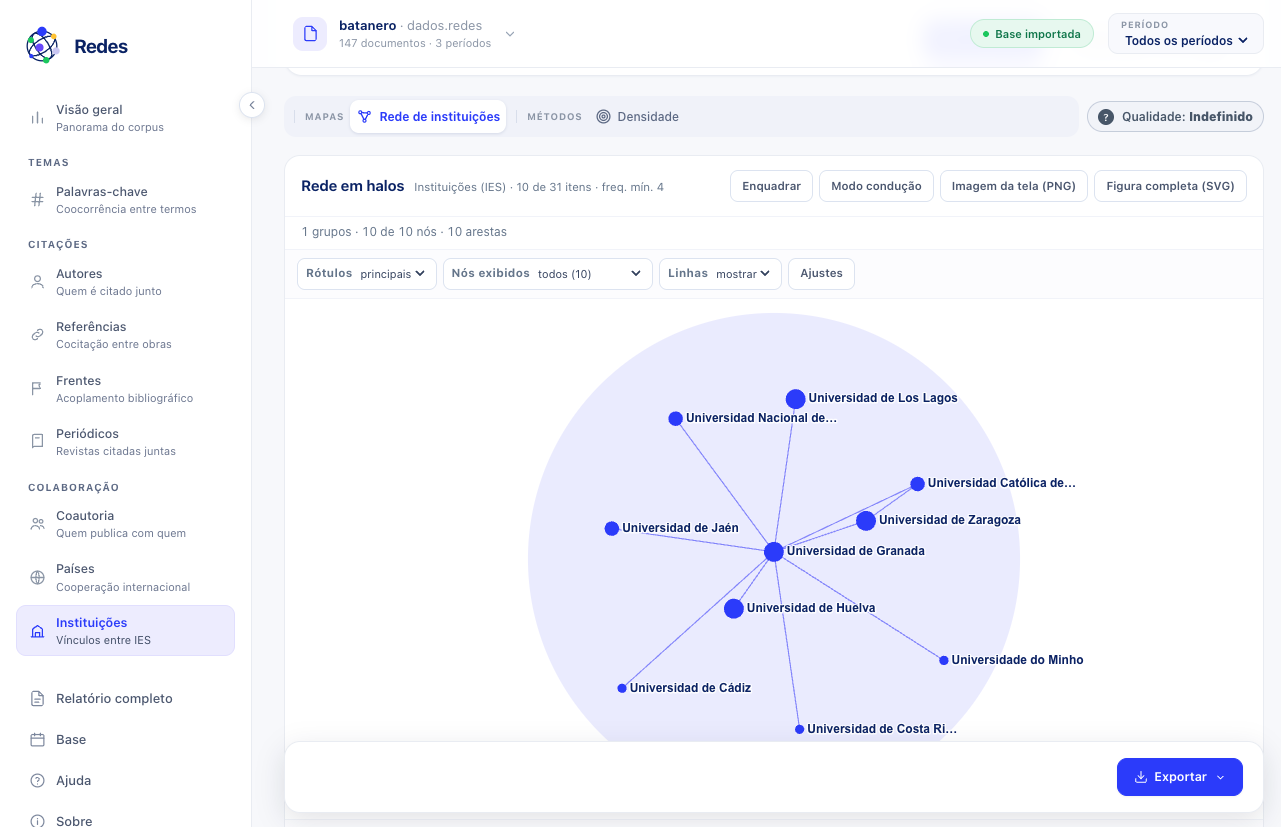 Redes
batanero · dados.redes
147 documentos · 3 períodos
Base importada
PERÍODO
Todos os períodos
Visão geral
Panorama do corpus
TEMAS
Palavras-chave
Coocorrência entre termos
CITAÇÕES
Autores
Quem é citado junto
Referências
Cocitação entre obras
Frentes
Acoplamento bibliográfico
Periódicos
Revistas citadas juntas
COLABORAÇÃO
Coautoria
Quem publica com quem
Países
Cooperação internacional
Instituições
Vínculos entre IES
Relatório completo
Base
Ajuda
Sobre
MAPAS
Rede de instituições
MÉTODOS
Densidade
? Qualidade: Indefinido
Rede em halos
Instituições (IES) · 10 de 31 itens · freq. mín. 4
Enquadrar
Modo condução
Imagem da tela (PNG)
Figura completa (SVG)
1 grupos · 10 de 10 nós · 10 arestas
Rótulos principais
Nós exibidos todos (10)
Linhas mostrar
Ajustes
Universidad de Los Lagos
Universidad Nacional de…
Universidad Católica de…
Universidad de Zaragoza
Universidad de Jaén
Universidad de Granada
Universidad de Huelva
Universidade do Minho
Universidad de Cádiz
Universidad de Costa Ri…
Exportar